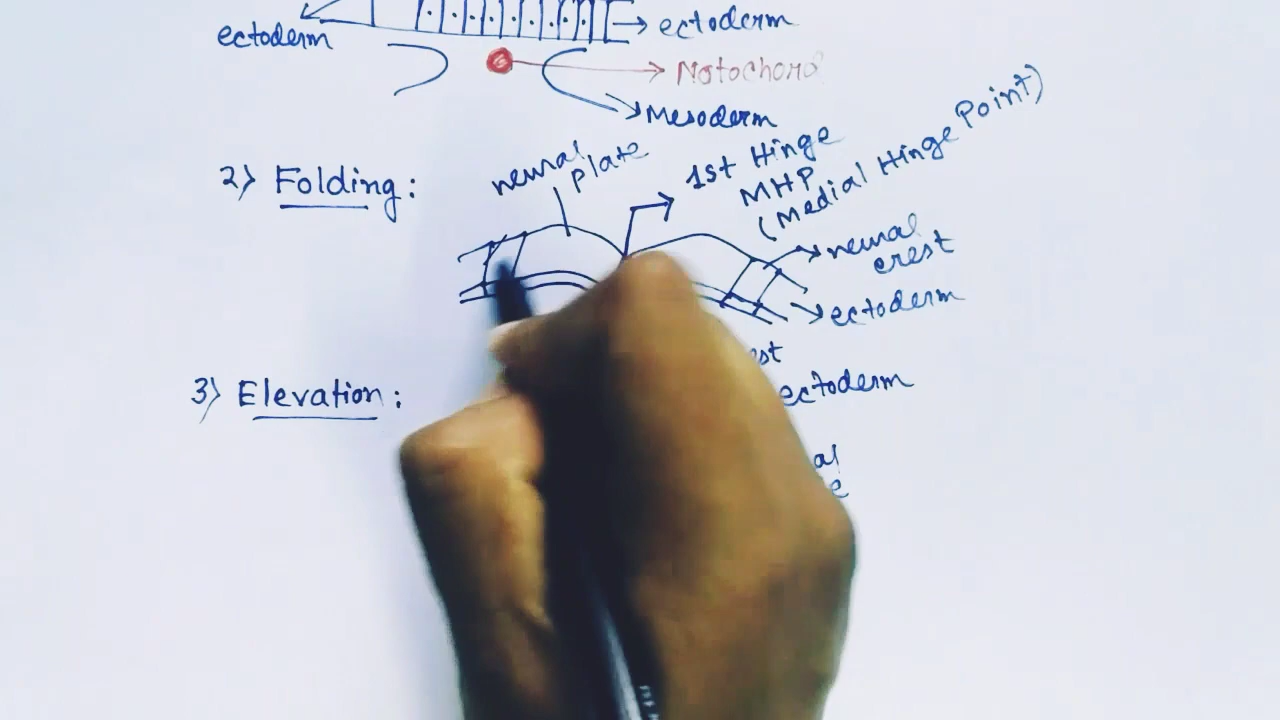 ectoderm
ectoderm
Notochord
Mesoderm
2) Folding:
neural
Plate
1st Hinge
MHP
(Medial Hinge Point)
neural
crest
ectoderm
3) Elevation:
ectoderm